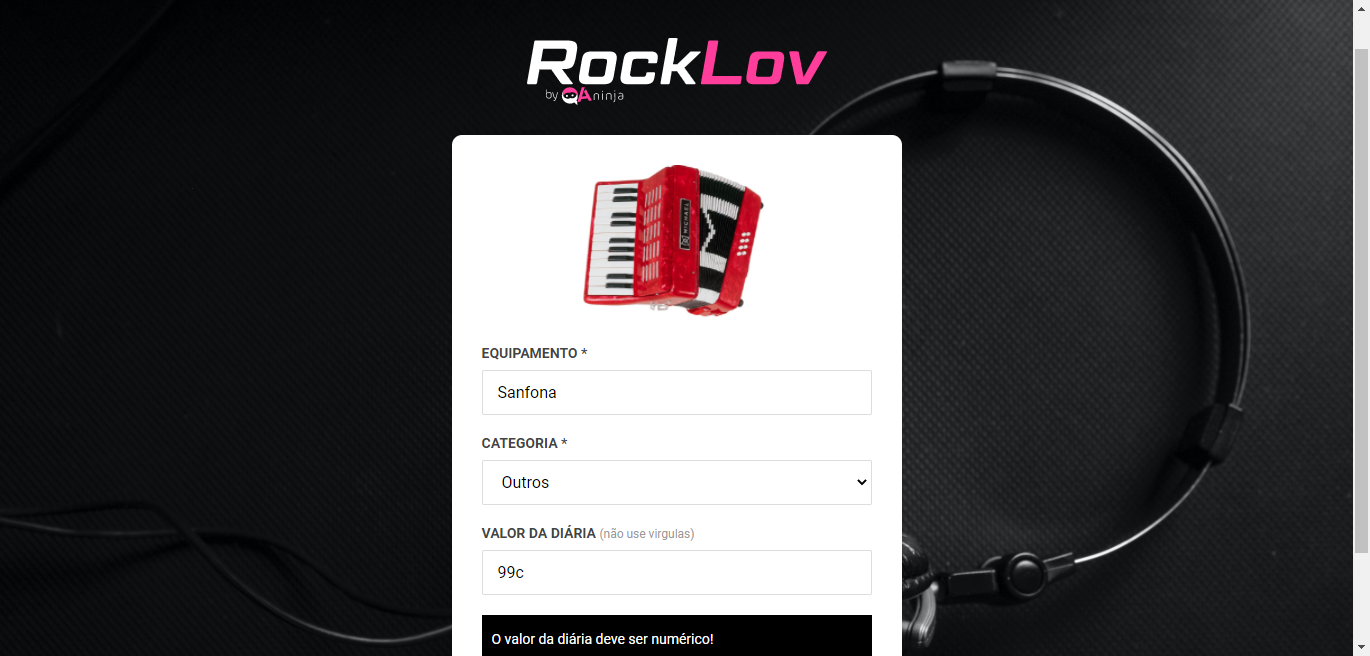 RockLov
by QAninja
MICHAEL
EQUIPAMENTO *
Sanfona
CATEGORIA *
Outros
VALOR DA DIÁRIA (não use virgulas)
99c
O valor da diária deve ser numérico!